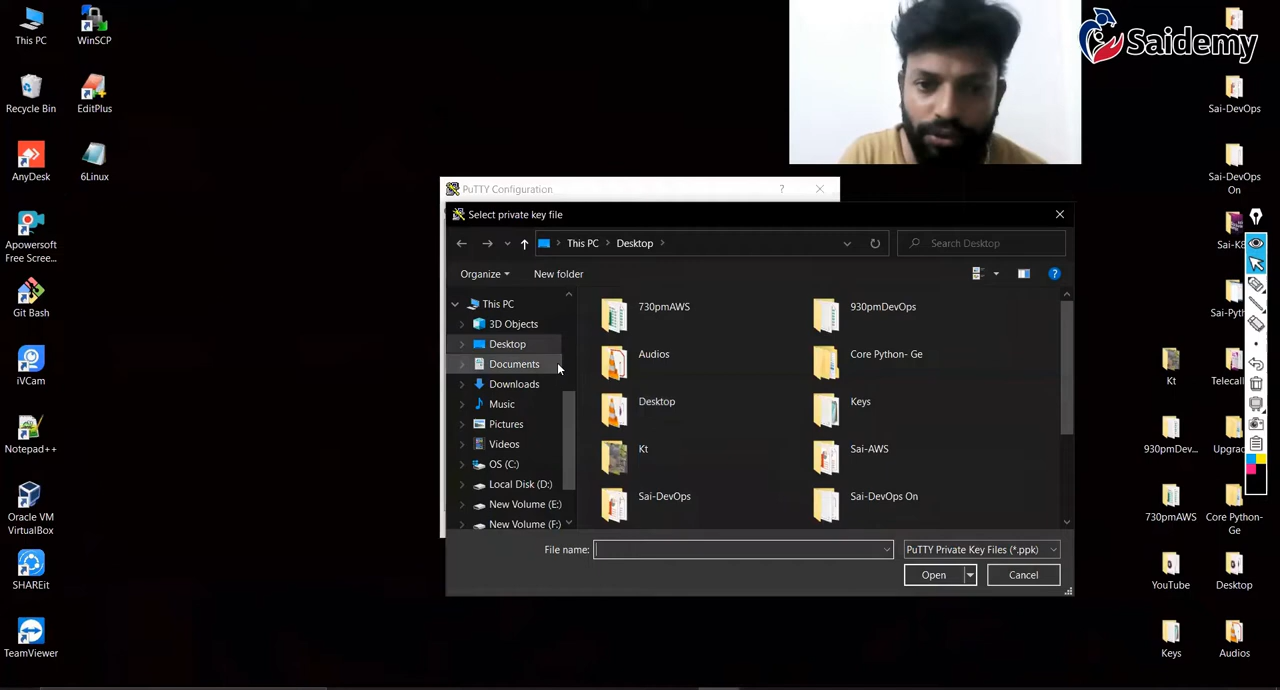 This PC
WinSCP
Recycle Bin
EditPlus
AnyDesk
6Linux
Apowersoft
Free Screen...
Git Bash
iVCam
Notepad++
Oracle VM
VirtualBox
SHAREit
TeamViewer
Saidemy
PuTTY Configuration
?
Select private key file
This PC
Desktop
Search Desktop
Organize
New folder
?
This PC
3D Objects
Desktop
Documents
Downloads
Music
Pictures
Videos
OS (C:)
Local Disk (D:)
New Volume (E:)
New Volume (F:)
730pmAWS
930pmDevOps
Audios
Core Python- Ge
Desktop
Keys
Kt
Sai-AWS
Sai-DevOps
Sai-DevOps On
File name:
PuTTY Private Key Files (*.ppk)
Open
Cancel
Sai-DevOps
Sai-DevOps
On
Sai-K8
Sai-Pyth
Kt
Telecall
930pmDev...
Upgrad
730pmAWS
Core Python-
Ge
YouTube
Desktop
Keys
Audios